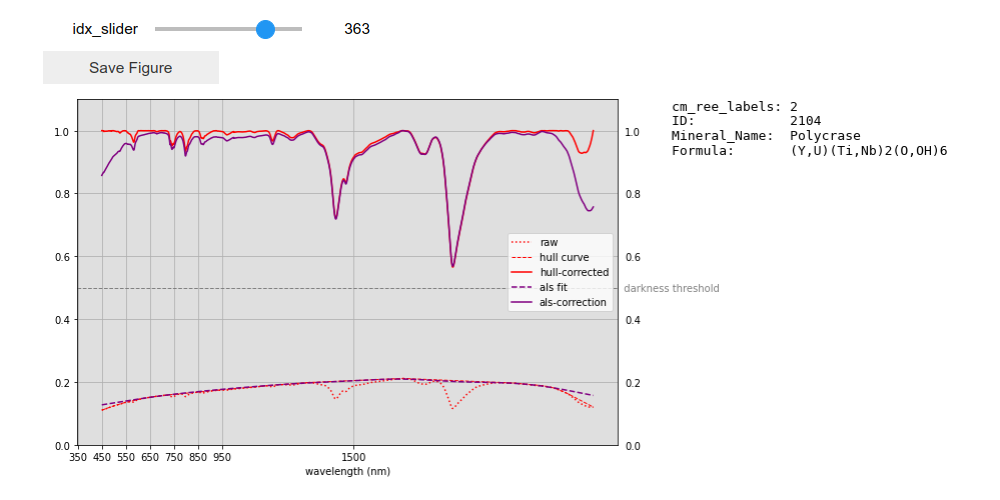 idx_slider 363
Save Figure
cm_ree_labels: 2
ID: 2104
Mineral_Name: Polycrase
Formula: (Y,U)(Ti,Nb)2(O,OH)6
1.0 1.0
0.8 0.8
raw
0.6 hull curve 0.6
hull-corrected
als fit darkness threshold
als-correction
0.4 0.4
0.2 0.2
0.0 0.0
350 450 550 650 750 850 950 1500
wavelength (nm)